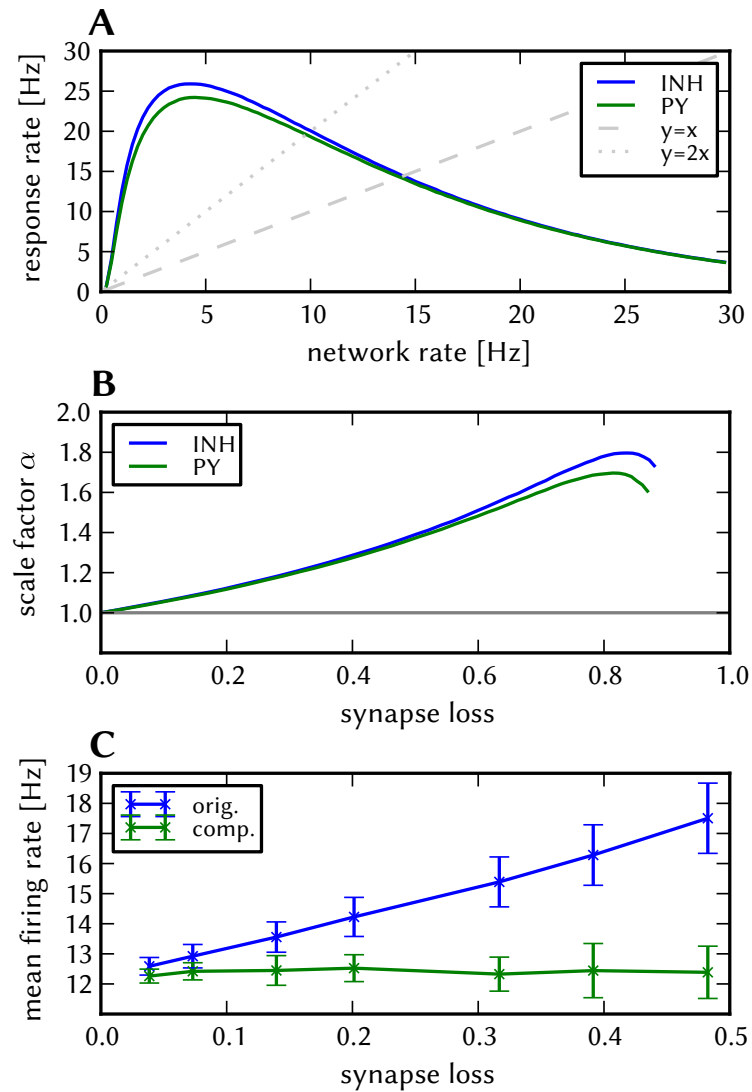 A
response rate [Hz]
30
25
20
15
10
5
0
INH
PY
y=x
y=2x
0 5 10 15 20 25 30
network rate [Hz]
B
scale factor α
2.0
1.8
1.6
1.4
1.2
1.0
INH
PY
0.0 0.2 0.4 0.6 0.8 1.0
synapse loss
C
mean firing rate [Hz]
19
18
17
16
15
14
13
12
orig.
comp.
0.0 0.1 0.2 0.3 0.4 0.5
synapse loss